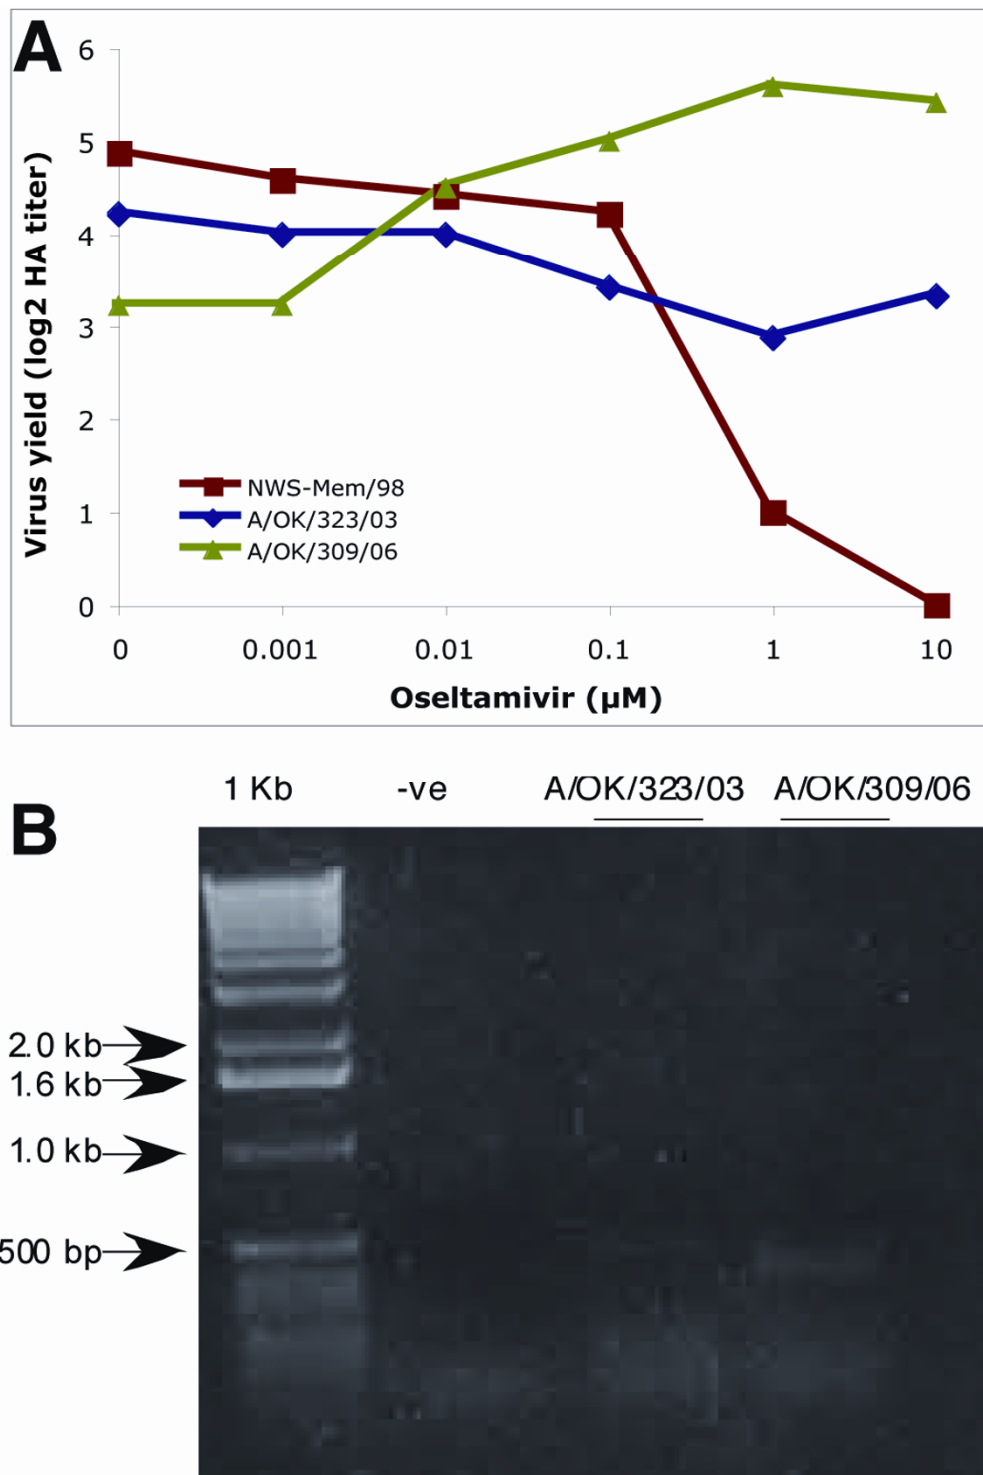 A
6
5
4
3
2
1
0
Virus yield (log2 HA titer)
NWS-Mem/98
A/OK/323/03
A/OK/309/06
0 0.001 0.01 0.1 1 10
Oseltamivir (µM)
B
1 Kb -ve A/OK/323/03 A/OK/309/06
2.0 kb
1.6 kb
1.0 kb
500 bp